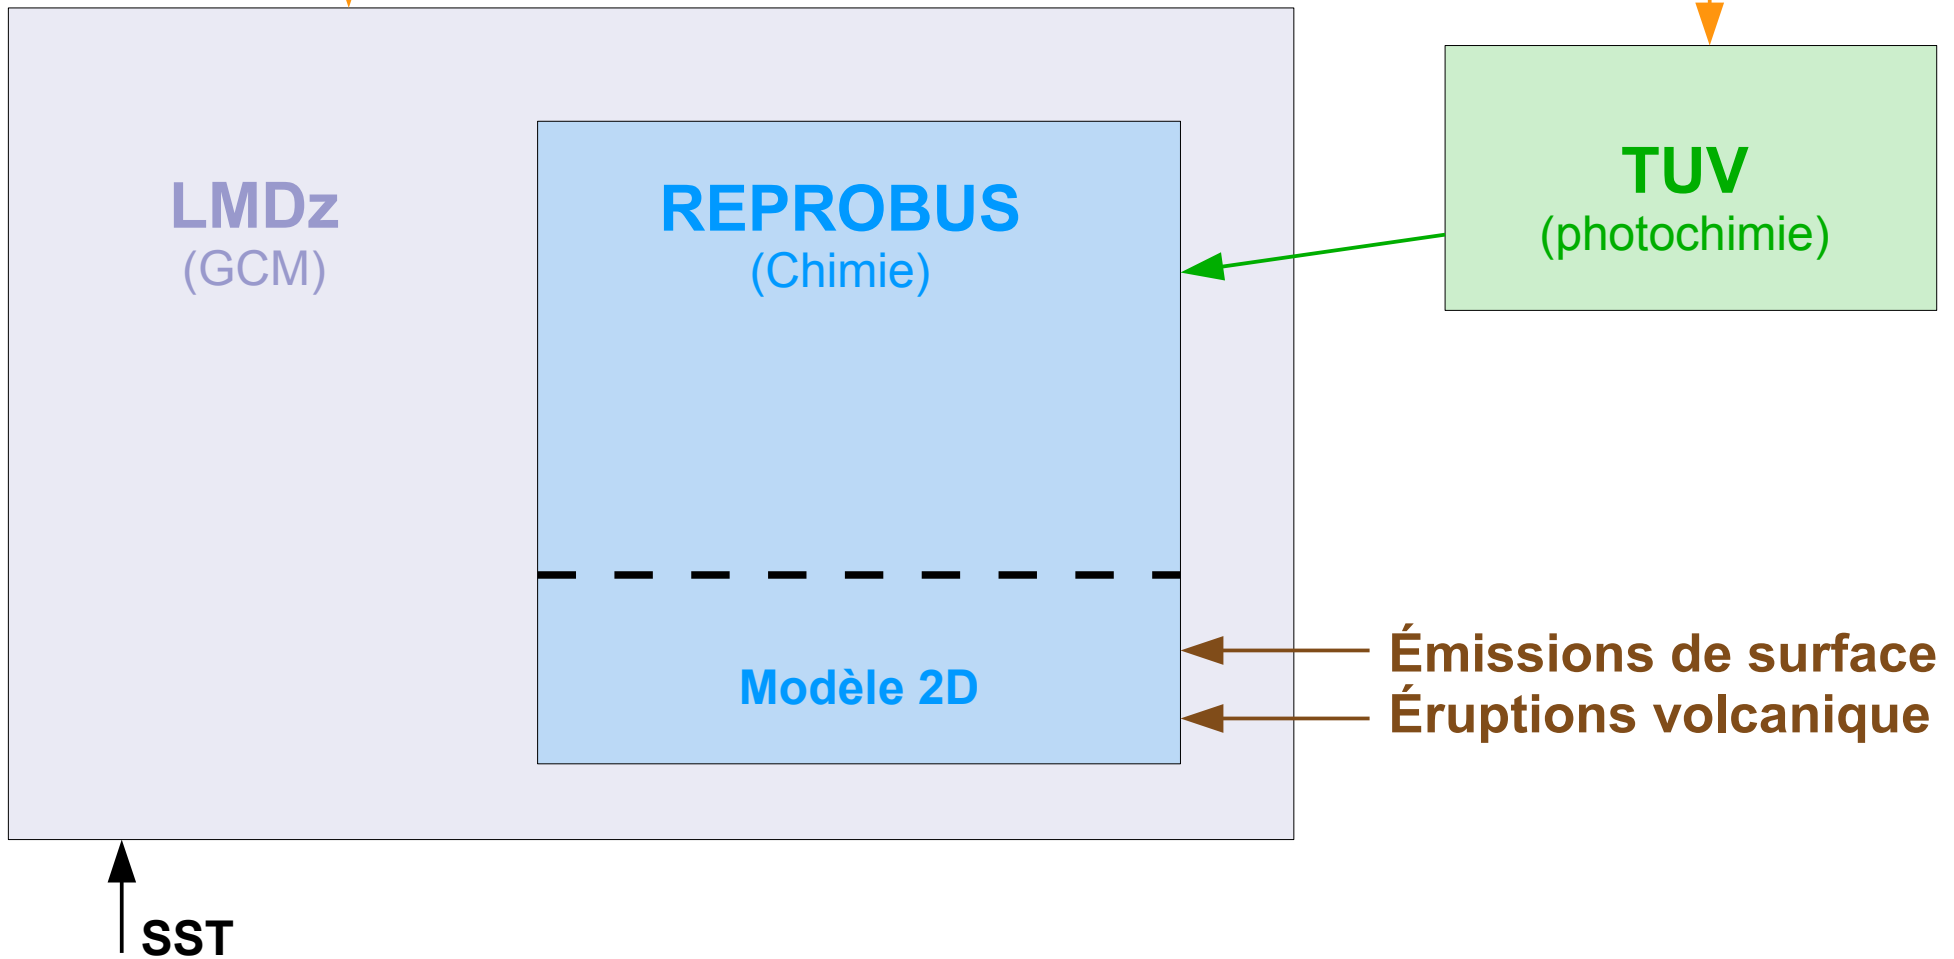 LMDz
(GCM)
REPROBUS
(Chimie)
TUV
(photochimie)
Modèle 2D
Émissions de surface
Éruptions volcanique
SST